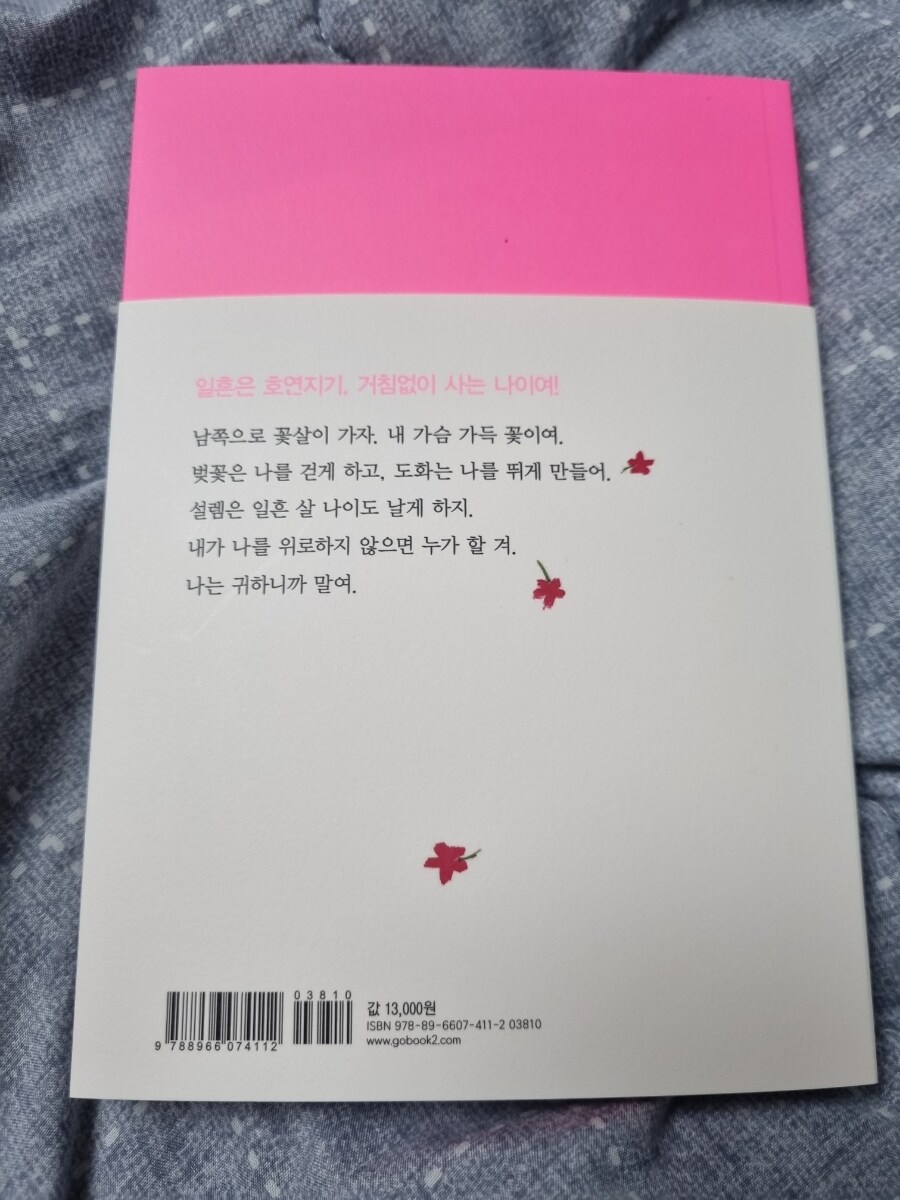 일흔은 호연지기, 거침없이 사는 나이여!
남쪽으로 꽃살이 가자. 내 가슴 가득 꽃이여.
벚꽃은 나를 걷게 하고, 도화는 나를 뛰게 만들어.
설렘은 일흔 살 나이도 날게 하지.
내가 나를 위로하지 않으면 누가 할 겨.
나는 귀하니까 말여.
03810
값 13,000원
ISBN 978-89-6607-411-2 03810
www.gobook2.com
9 788966 074112